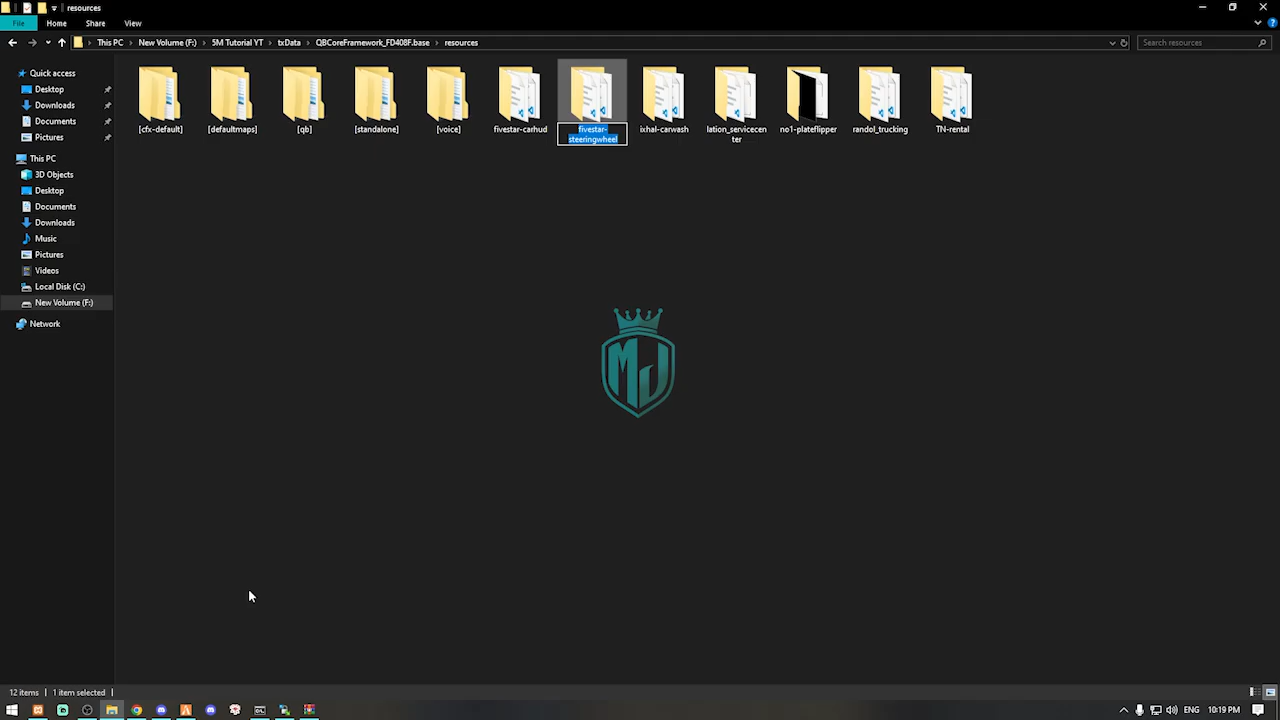 resources
File
Home
Share
View
This PC
New Volume (F:)
5M Tutorial YT
txData
QBCoreFramework_FD408F.base
resources
Search resources
Quick access
Desktop
Downloads
Documents
Pictures
This PC
3D Objects
Desktop
Documents
Downloads
Music
Pictures
Videos
Local Disk (C:)
New Volume (F:)
Network
[cfx-default]
[defaultmaps]
[qb]
[standalone]
[voice]
fivestar-carhud
fivestar-
steeringwheel
ixhal-carwash
lation_servicecen
ter
no1-plateflipper
randol_trucking
TN-rental
MJ
12 items
1 item selected
ENG
10:19 PM